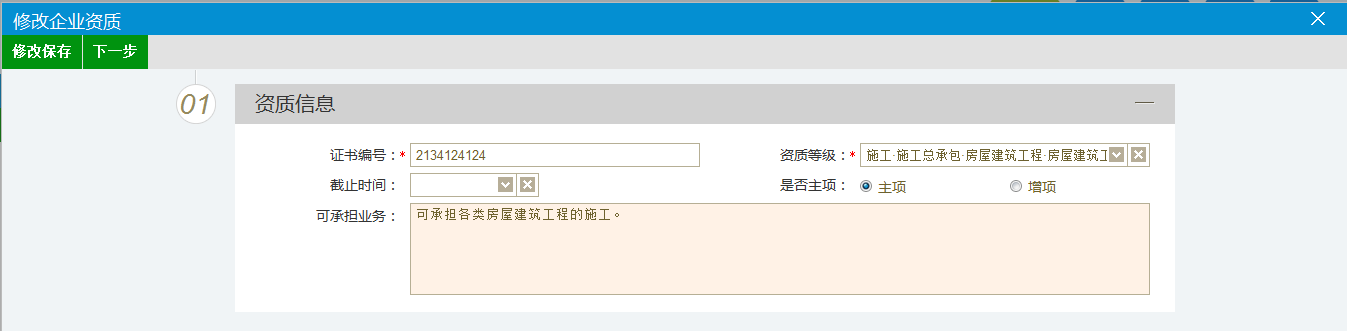 修改企业资质
修改保存 下一步
01 资质信息
证书编号：* 2134124124 资质等级：* 施工·施工总承包·房屋建筑工程·房屋建筑工
截止时间： 是否主项： 主项 增项
可承担业务： 可承担各类房屋建筑工程的施工。